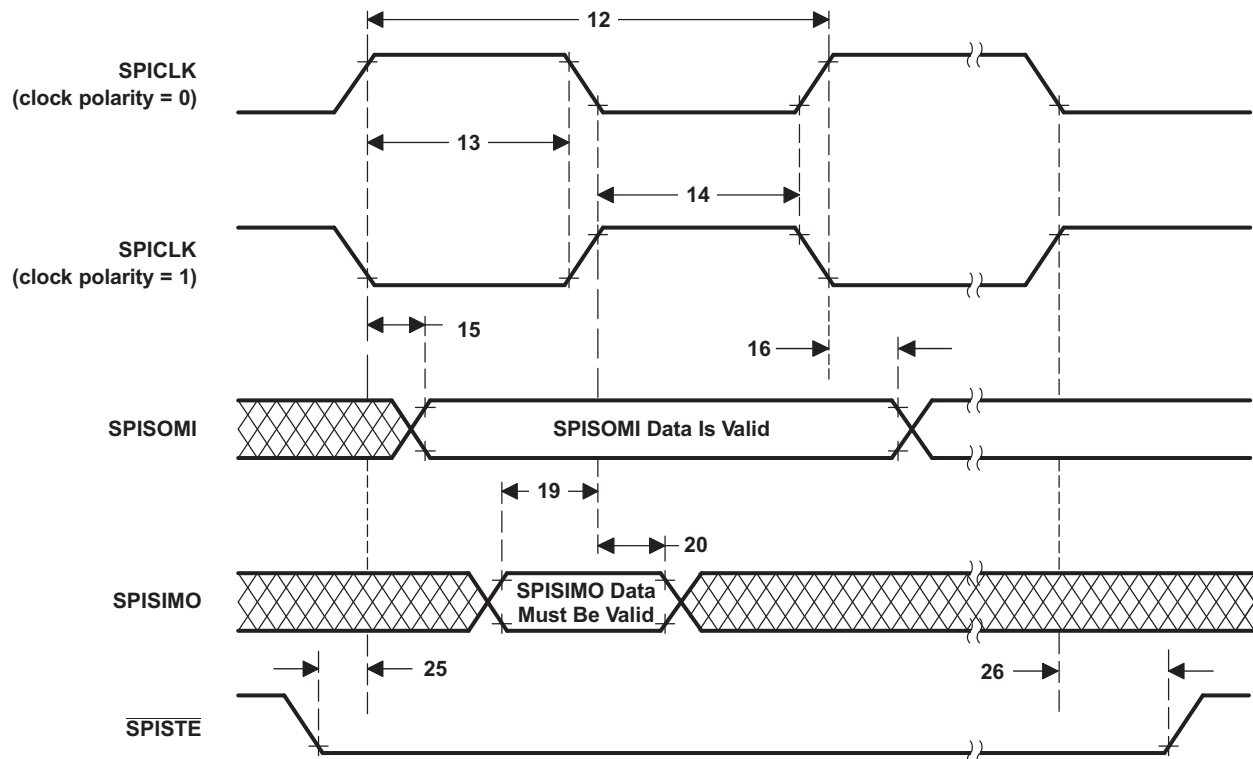 12
SPICLK
(clock polarity = 0)
13
14
SPICLK
(clock polarity = 1)
15
16
SPISOMI
SPISOMI Data Is Valid
19
20
SPISIMO
SPISIMO Data
Must Be Valid
25
26
SPISTE